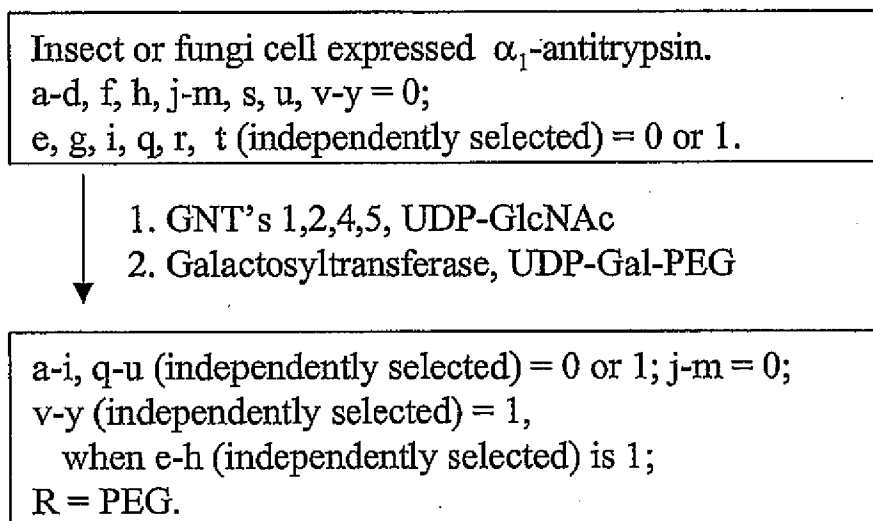 Insect or fungi cell expressed α₁-antitrypsin.
a-d, f, h, j-m, s, u, v-y = 0;
e, g, i, q, r, t (independently selected) = 0 or 1.
1. GNT's 1,2,4,5, UDP-GlcNAc
2. Galactosyltransferase, UDP-Gal-PEG
a-i, q-u (independently selected) = 0 or 1; j-m = 0;
v-y (independently selected) = 1,
when e-h (independently selected) is 1;
R = PEG.